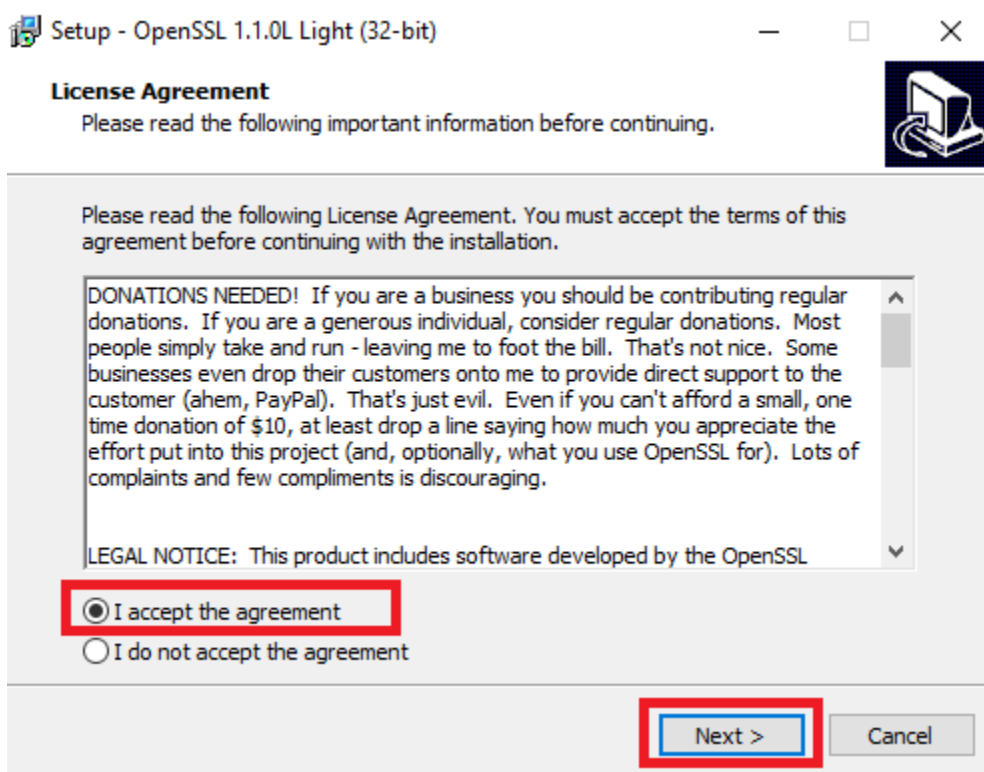 Setup - OpenSSL 1.1.0L Light (32-bit)
License Agreement
Please read the following important information before continuing.
Please read the following License Agreement. You must accept the terms of this
agreement before continuing with the installation.
DONATIONS NEEDED!  If you are a business you should be contributing regular
donations.  If you are a generous individual, consider regular donations.  Most
people simply take and run - leaving me to foot the bill.  That's not nice.  Some
businesses even drop their customers onto me to provide direct support to the
customer (ahem, PayPal).  That's just evil.  Even if you can't afford a small, one
time donation of $10, at least drop a line saying how much you appreciate the
effort put into this project (and, optionally, what you use OpenSSL for).  Lots of
complaints and few compliments is discouraging.
LEGAL NOTICE:  This product includes software developed by the OpenSSL
I accept the agreement
I do not accept the agreement
Next >
Cancel